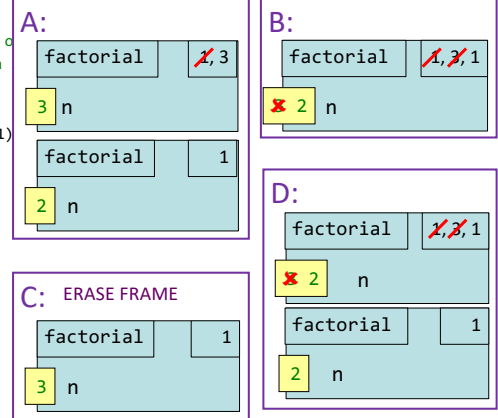 A:
o
factorial 1, 3
3 n
1)
factorial 1
2 n
B:
factorial 1, 3, 1
2 n
C: ERASE FRAME
factorial 1
3 n
D:
factorial 1, 3, 1
2 n
factorial 1
2 n